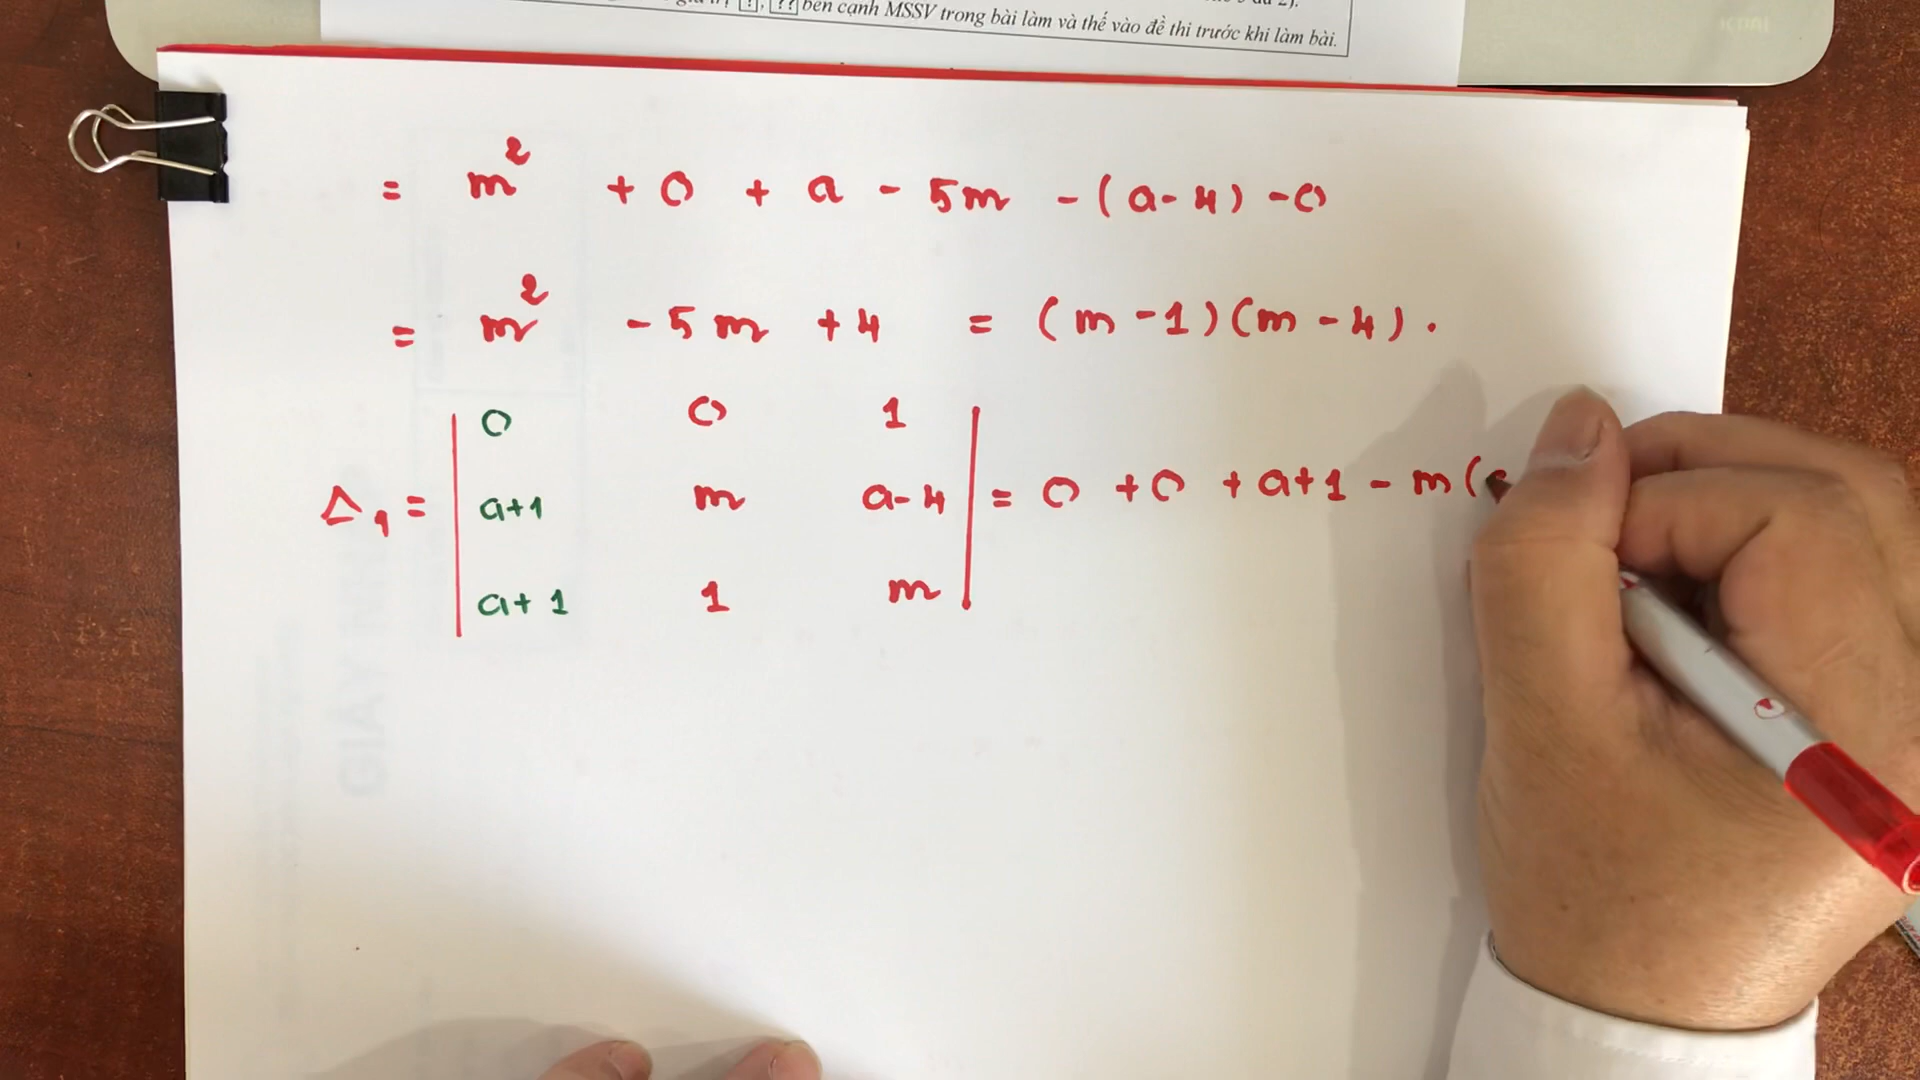 bên cạnh MSSV trong bài làm và thế vào đề thi trước khi làm bài.
= m² + 0 + a - 5m - (a-4) - 0
= m² - 5m + 4 = (m-1)(m-4).
0 0 1
Δ₁ = a+1 m a-4 = 0 + 0 + a+1 - m(
a+1 1 m